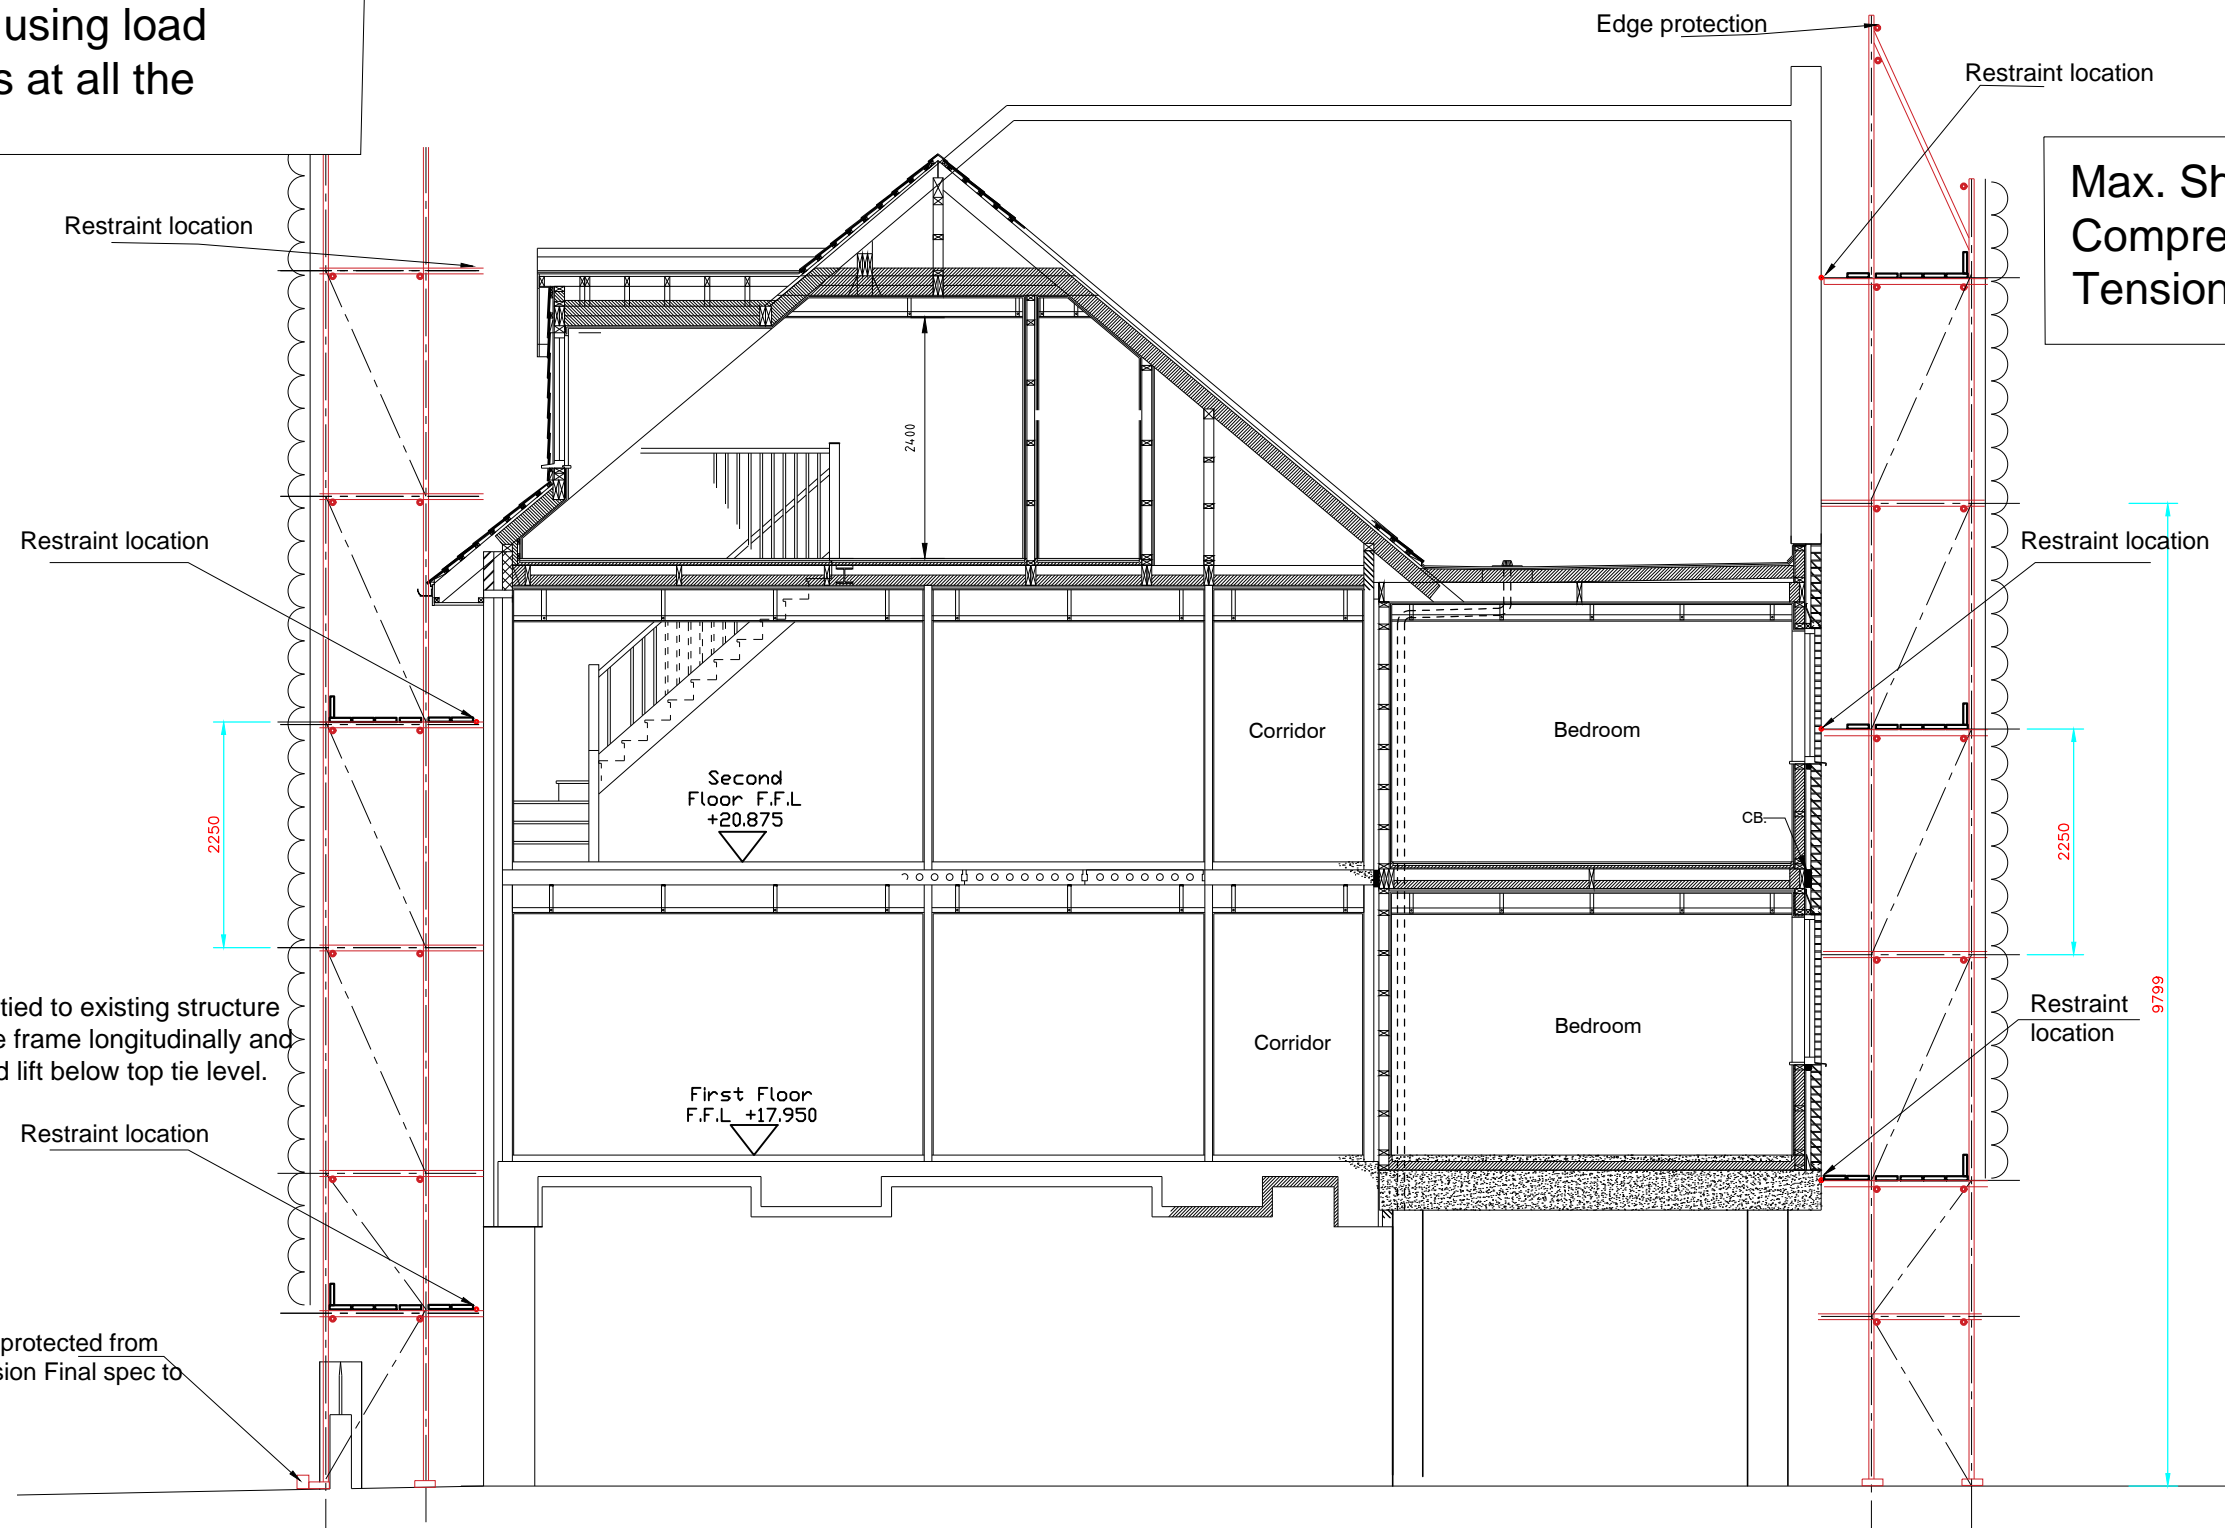 using load
s at all the
Edge protection
Restraint location
Max. Sh
Compre
Tension
Restraint location
2400
Restraint location
Restraint location
Corridor
Bedroom
Second
Floor F.F.L
+20.875
CB.
2250
2250
9799
tied to existing structure
e frame longitudinally and
d lift below top tie level.
Restraint
location
Corridor
Bedroom
First Floor
F.F.L +17.950
Restraint location
protected from
sion Final spec to